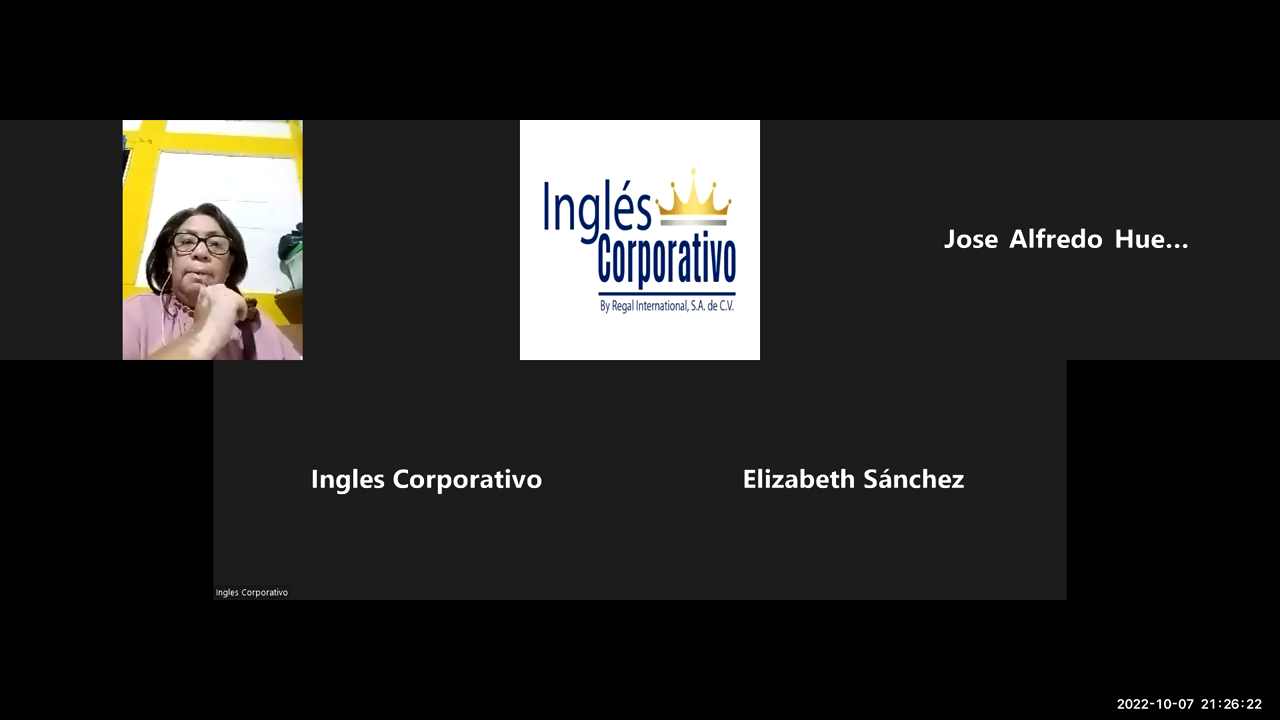 Inglés
Corporativo
By Regal International, S.A. de C.V.
Jose Alfredo Hue...
Ingles Corporativo
Elizabeth Sánchez
Ingles Corporativo
2022-10-07 21:26:22